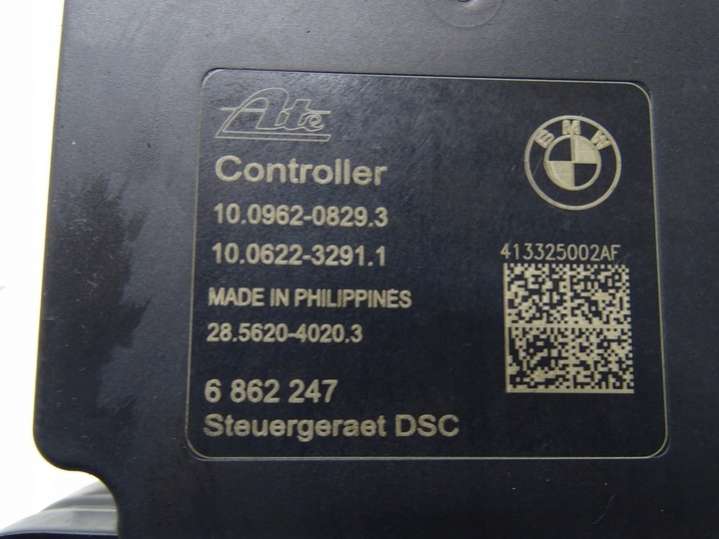 Ate
BMW
Controller
10.0962-0829.3
10.0622-3291.1
413325002AF
MADE IN PHILIPPINES
28.5620-4020.3
6 862 247
Steuergeraet DSC